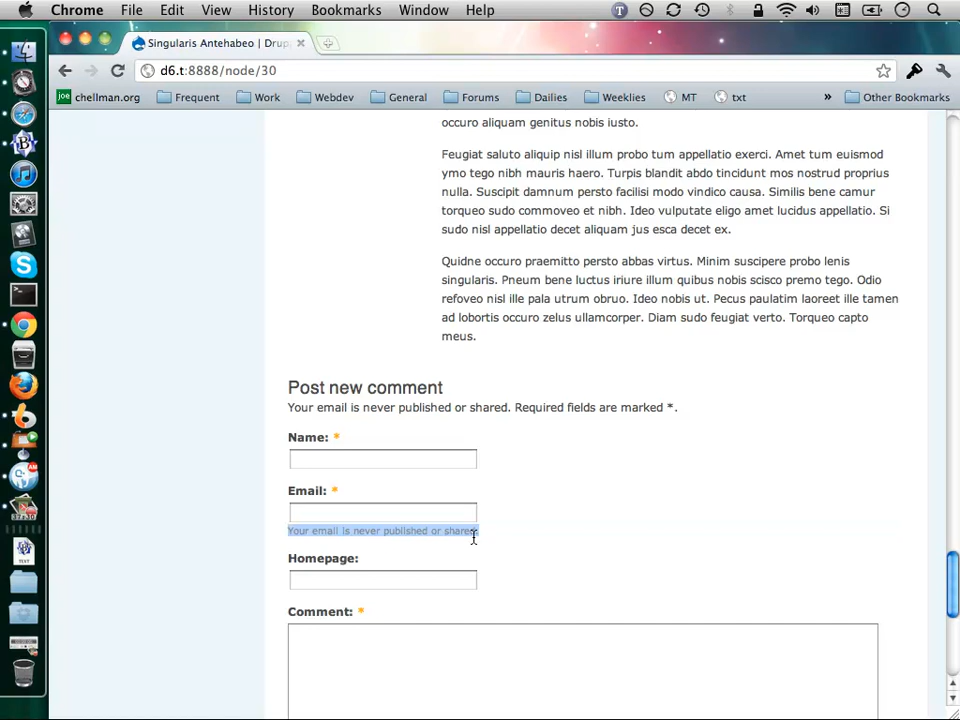 Chrome File Edit View History Bookmarks Window Help
Singularis Antehabeo | Drup
d6.t:8888/node/30
joe chellman.org Frequent Work Webdev General Forums Dailies Weeklies MT txt » Other Bookmarks
occuro aliquam genitus nobis iusto.
Feugiat saluto aliquip nisl illum probo tum appellatio exerci. Amet tum euismod
ymo tego nibh mauris haero. Turpis blandit abdo tincidunt mos nostrud proprius
nulla. Suscipit damnum persto facilisi modo vindico causa. Similis bene camur
torqueo sudo commoveo et nibh. Ideo vulputate eligo amet lucidus appellatio. Si
sudo nisl appellatio decet aliquam jus esca decet ex.
Quidne occuro praemitto persto abbas virtus. Minim suscipere probo lenis
singularis. Pneum bene luctus iriure illum quibus nobis scisco premo tego. Odio
refoveo nisl ille pala utrum obruo. Ideo nobis ut. Pecus paulatim laoreet ille tamen
ad lobortis occuro zelus ullamcorper. Diam sudo feugiat verto. Torqueo capto
meus.
Post new comment
Your email is never published or shared. Required fields are marked *.
Name: *
Email: *
Your email is never published or shared.
Homepage:
Comment: *